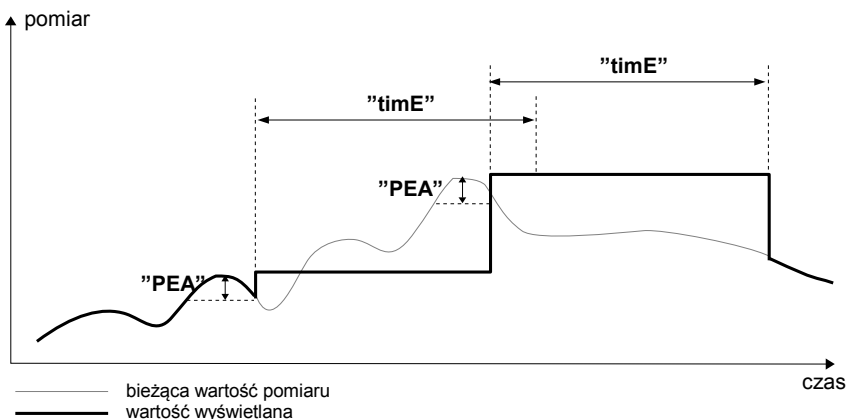 pomiar
”timE”
”timE”
”PEA”
”PEA”
czas
bieżąca wartość pomiaru
wartość wyświetlana